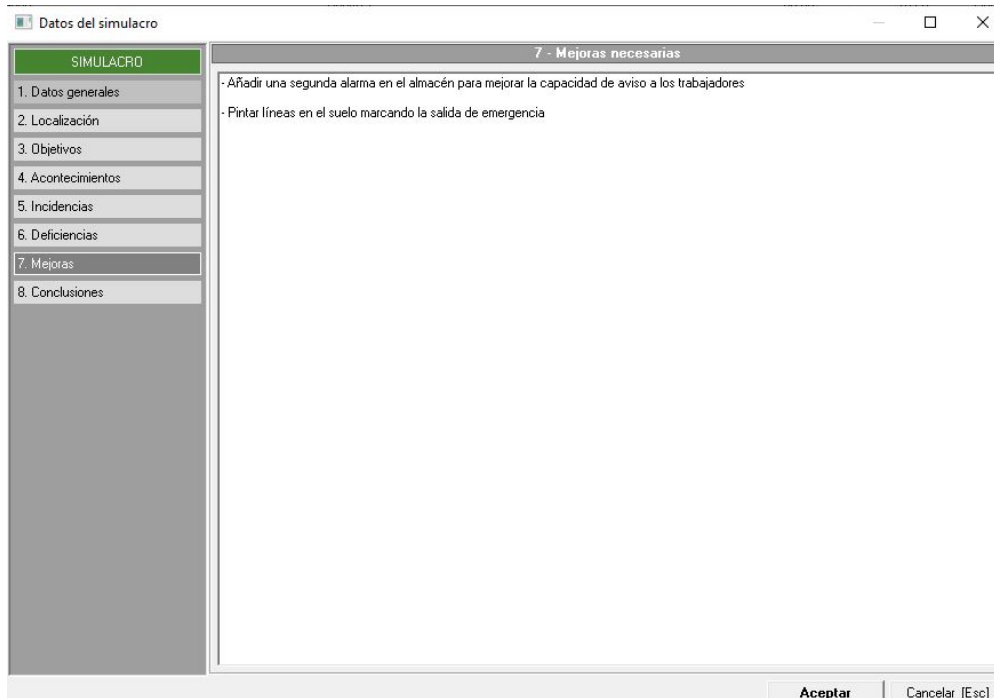 Datos del simulacro
SIMULACRO
1. Datos generales
2. Localización
3. Objetivos
4. Acontecimientos
5. Incidencias
6. Deficiencias
7. Mejoras
8. Conclusiones
7 - Mejoras necesarias
- Añadir una segunda alarma en el almacén para mejorar la capacidad de aviso a los trabajadores
- Pintar líneas en el suelo marcando la salida de emergencia
Aceptar
Cancelar [Esc]